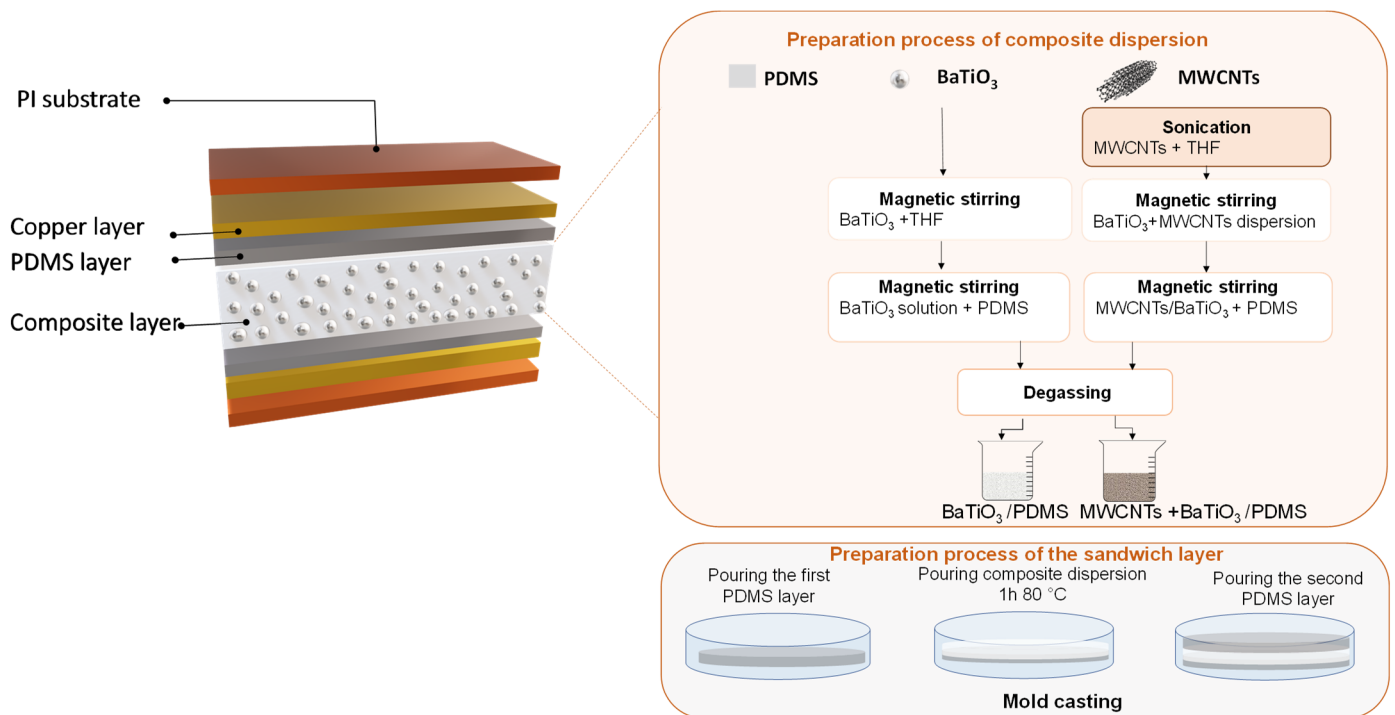 PI substrate
Copper layer
PDMS layer
Composite layer
Preparation process of composite dispersion
PDMS
BaTiO₃
MWCNTs
Sonication
MWCNTs + THF
Magnetic stirring
BaTiO₃ +THF
Magnetic stirring
BaTiO₃+MWCNTs dispersion
Magnetic stirring
BaTiO₃ solution + PDMS
Magnetic stirring
MWCNTs/BaTiO₃ + PDMS
Degassing
BaTiO₃ /PDMS
MWCNTs +BaTiO₃ /PDMS
Preparation process of the sandwich layer
Pouring the first
PDMS layer
Pouring composite dispersion
1h 80 °C
Pouring the second
PDMS layer
Mold casting